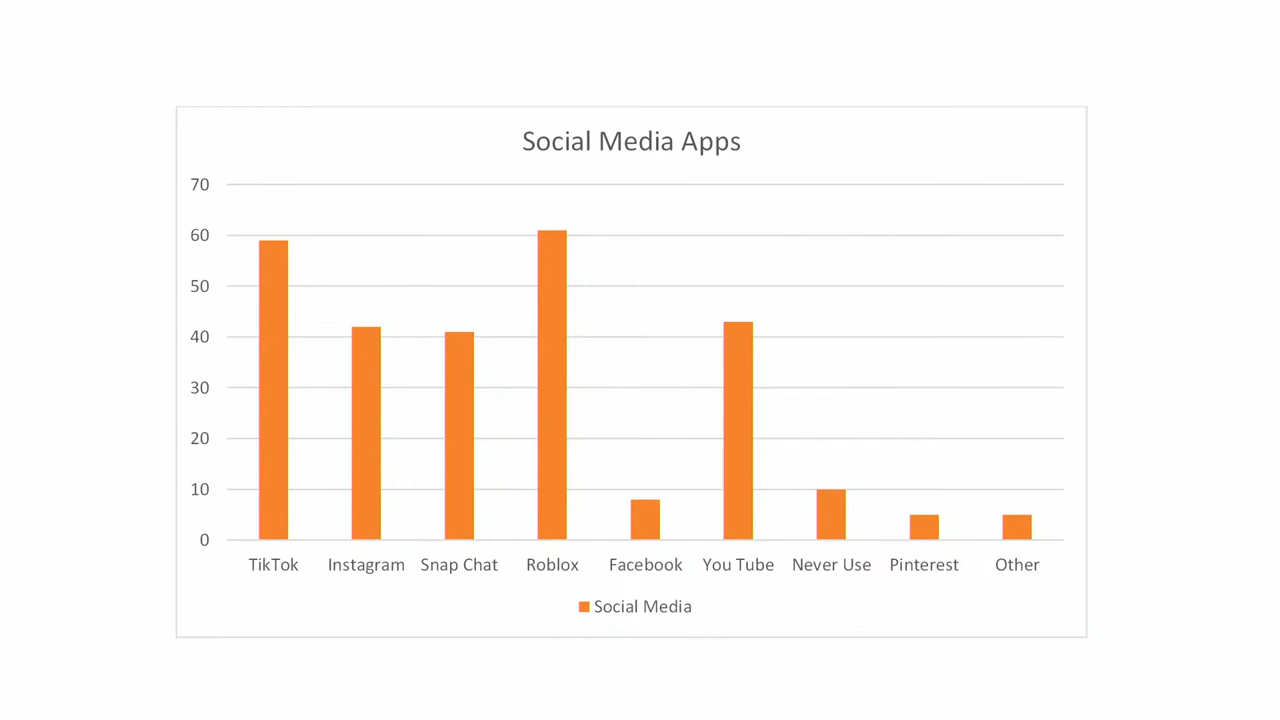 Social Media Apps
70
60
50
40
30
20
10
0
TikTok Instagram Snap Chat Roblox Facebook You Tube Never Use Pinterest Other
Social Media